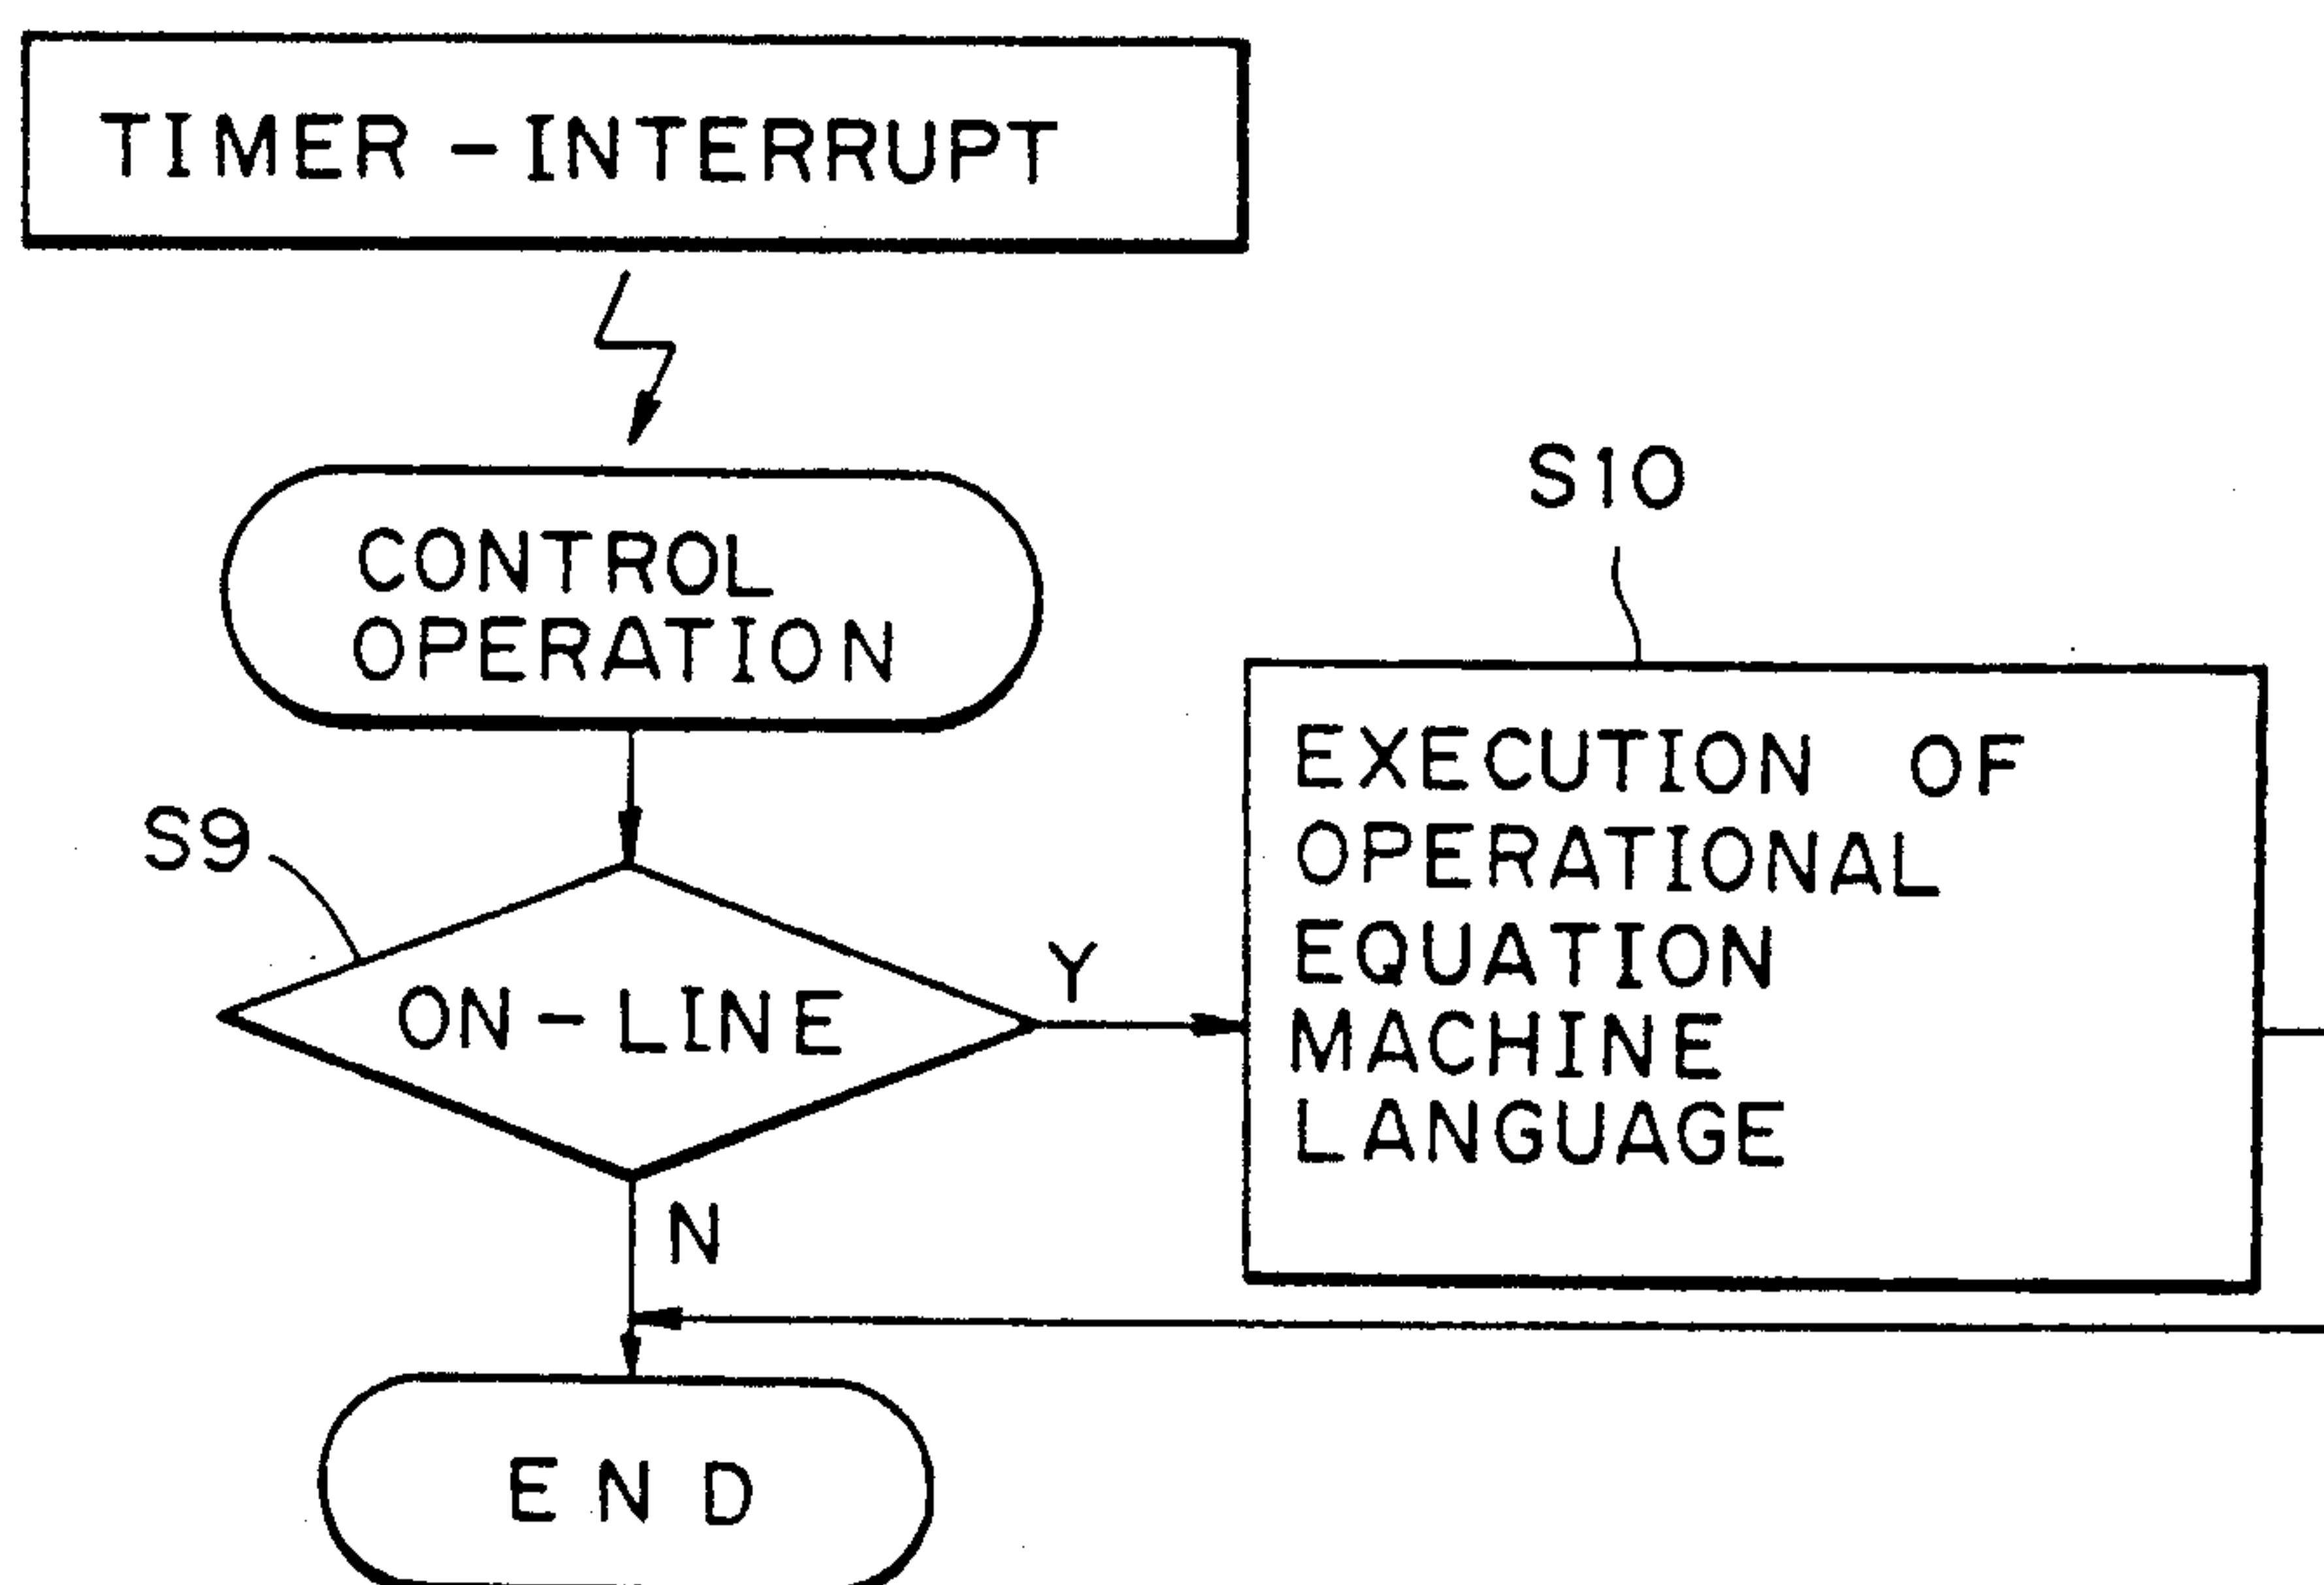 TIMER-INTERRUPT
CONTROL
OPERATION
S9
ON-LINE
Y
N
S10
EXECUTION OF
OPERATIONAL
EQUATION
MACHINE
LANGUAGE
END